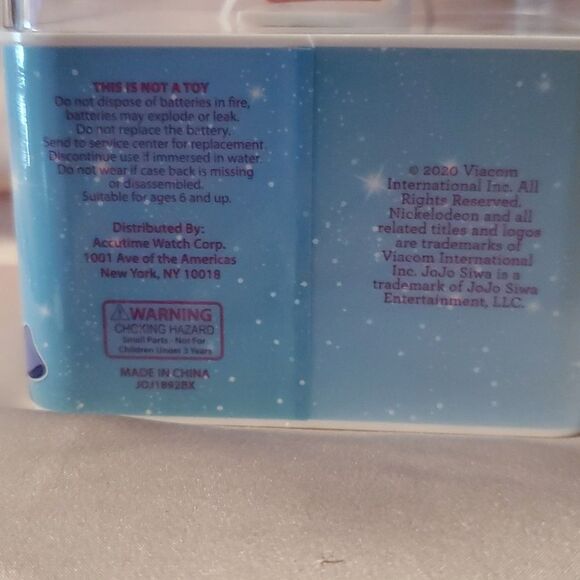 THIS IS NOT A TOY
Do not dispose of batteries in fire,
batteries may explode or leak.
Do not replace the battery.
Send to service center for replacement.
Discontinue use if immersed in water.
Do not wear if case back is missing
or disassembled.
Suitable for ages 6 and up.
Distributed By:
Accutime Watch Corp.
1001 Ave of the Americas
New York, NY 10018
WARNING
CHOKING HAZARD
Small Parts - Not For
Children Under 3 Years
MADE IN CHINA
JOJ1892BX
© 2020 Viacom
International Inc. All
Rights Reserved.
Nickelodeon and all
related titles and logos
are trademarks of
Viacom International
Inc. JoJo Siwa is a
trademark of JoJo Siwa
Entertainment, LLC.